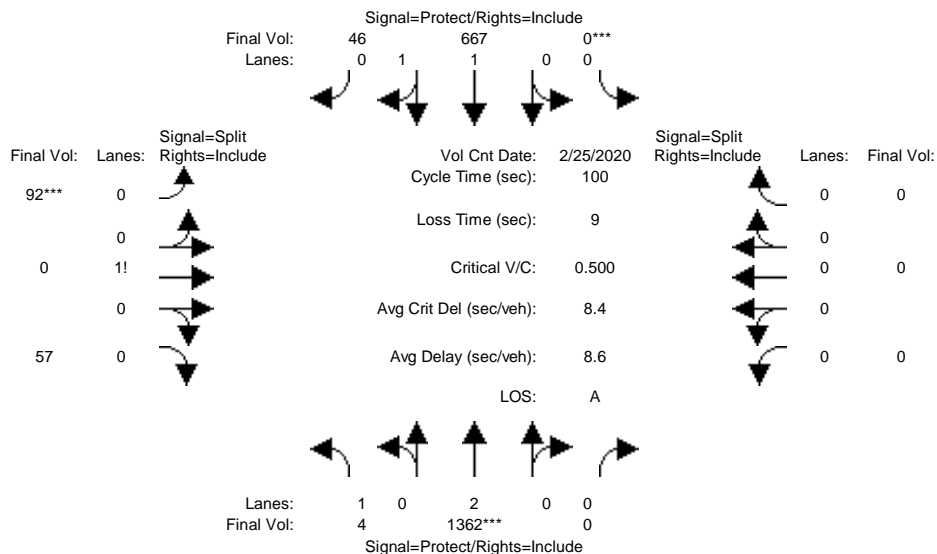 Signal=Protect/Rights=Include
Final Vol: 46 667 0***
Lanes: 0 1 1 0 0
Signal=Split Signal=Split
Final Vol: Lanes: Rights=Include Vol Cnt Date: 2/25/2020 Rights=Include Lanes: Final Vol:
Cycle Time (sec): 100
92*** 0 0 0
Loss Time (sec): 9
0 0
0 1! Critical V/C: 0.500 0 0
0 Avg Crit Del (sec/veh): 8.4 0
57 0 Avg Delay (sec/veh): 8.6 0 0
LOS: A
Lanes: 1 0 2 0 0
Final Vol: 4 1362*** 0
Signal=Protect/Rights=Include